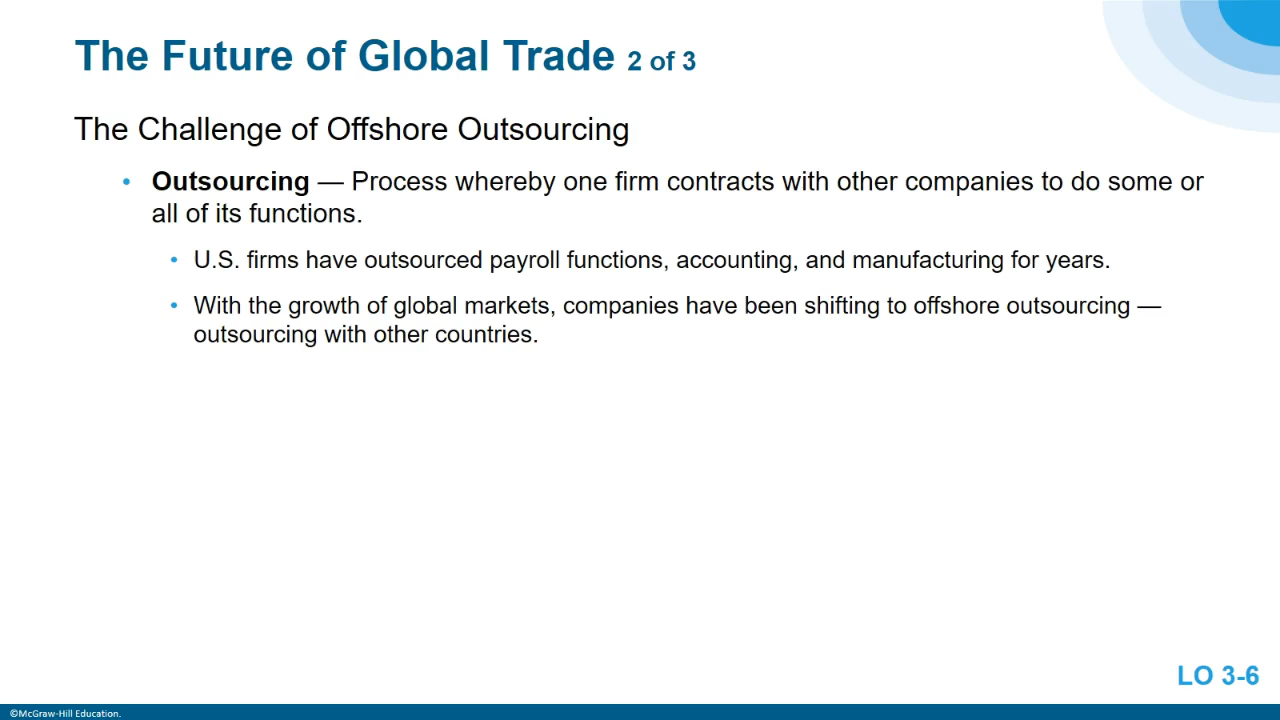 The Future of Global Trade 2 of 3
The Challenge of Offshore Outsourcing
• Outsourcing — Process whereby one firm contracts with other companies to do some or
all of its functions.
• U.S. firms have outsourced payroll functions, accounting, and manufacturing for years.
• With the growth of global markets, companies have been shifting to offshore outsourcing —
outsourcing with other countries.
LO 3-6
©McGraw-Hill Education.